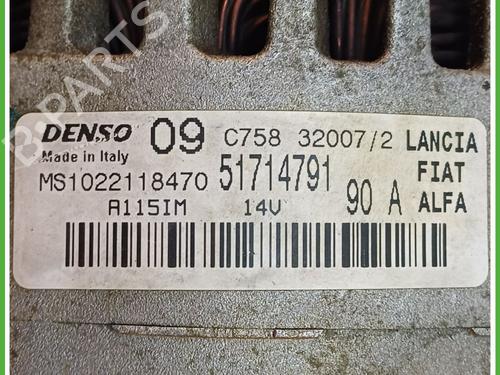 B-PARTS
DENSO 09 C758 32007/2 LANCIA
Made in Italy FIAT
MS1022118470 51714791 ALFA
A115IM 14V 90 A